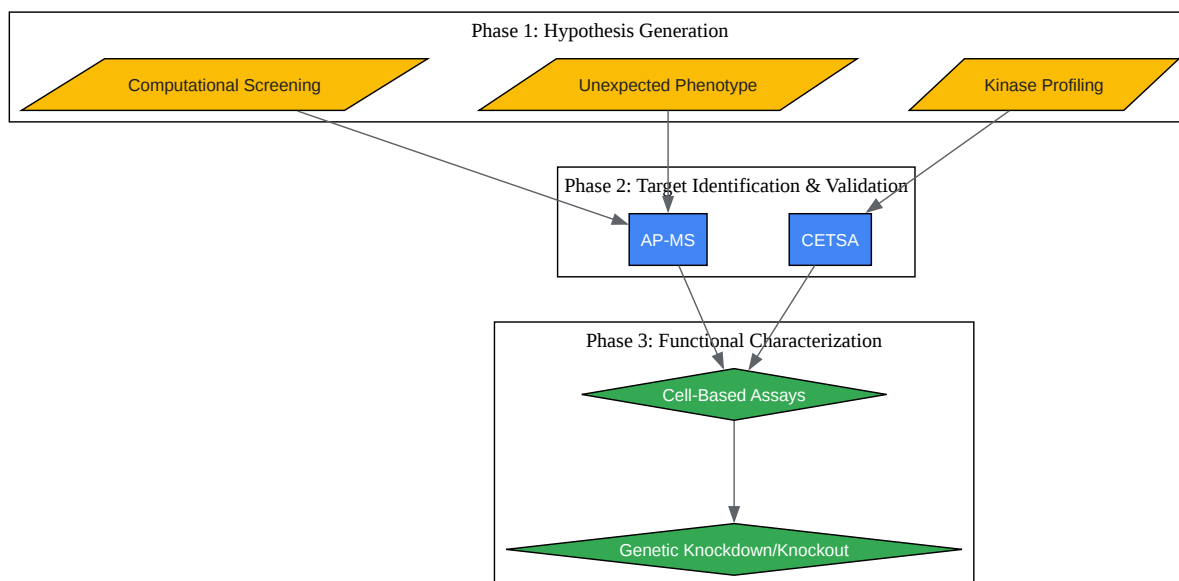 Phase 1: Hypothesis Generation
Computational Screening
Unexpected Phenotype
Kinase Profiling
Phase 2: Target Identification & Validation
AP-MS
CETSA
Phase 3: Functional Characterization
Cell-Based Assays
Genetic Knockdown/Knockout